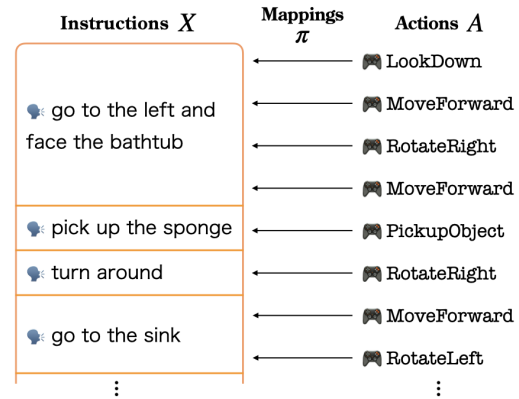 Instructions X
Mappings
π
Actions A
go to the left and
face the bathtub
pick up the sponge
turn around
go to the sink
⋮
LookDown
MoveForward
RotateRight
MoveForward
PickupObject
RotateRight
MoveForward
RotateLeft
⋮